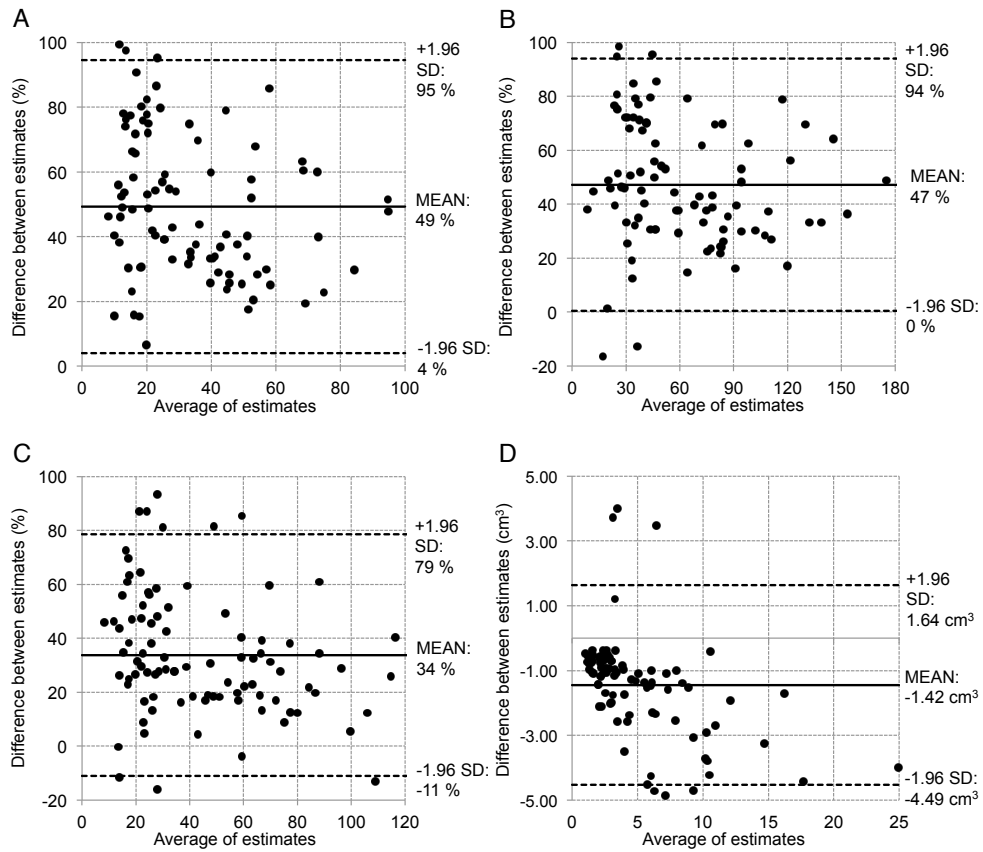 A
100
80
60
40
20
0
0 20 40 60 80 100
Difference between estimates (%)
Average of estimates
+1.96
SD:
95 %
MEAN:
49 %
-1.96 SD:
4 %
B
100
80
60
40
20
0
-20
0 30 60 90 120 150 180
Difference between estimates (%)
Average of estimates
+1.96
SD:
94 %
MEAN:
47 %
-1.96 SD:
0 %
C
100
80
60
40
20
0
-20
0 20 40 60 80 100 120
Difference between estimates (%)
Average of estimates
+1.96
SD:
79 %
MEAN:
34 %
-1.96 SD:
-11 %
D
5.00
3.00
1.00
-1.00
-3.00
-5.00
0 5 10 15 20 25
Difference between estimates (cm³)
Average of estimates
+1.96
SD:
1.64 cm³
MEAN:
-1.42 cm³
-1.96 SD:
-4.49 cm³